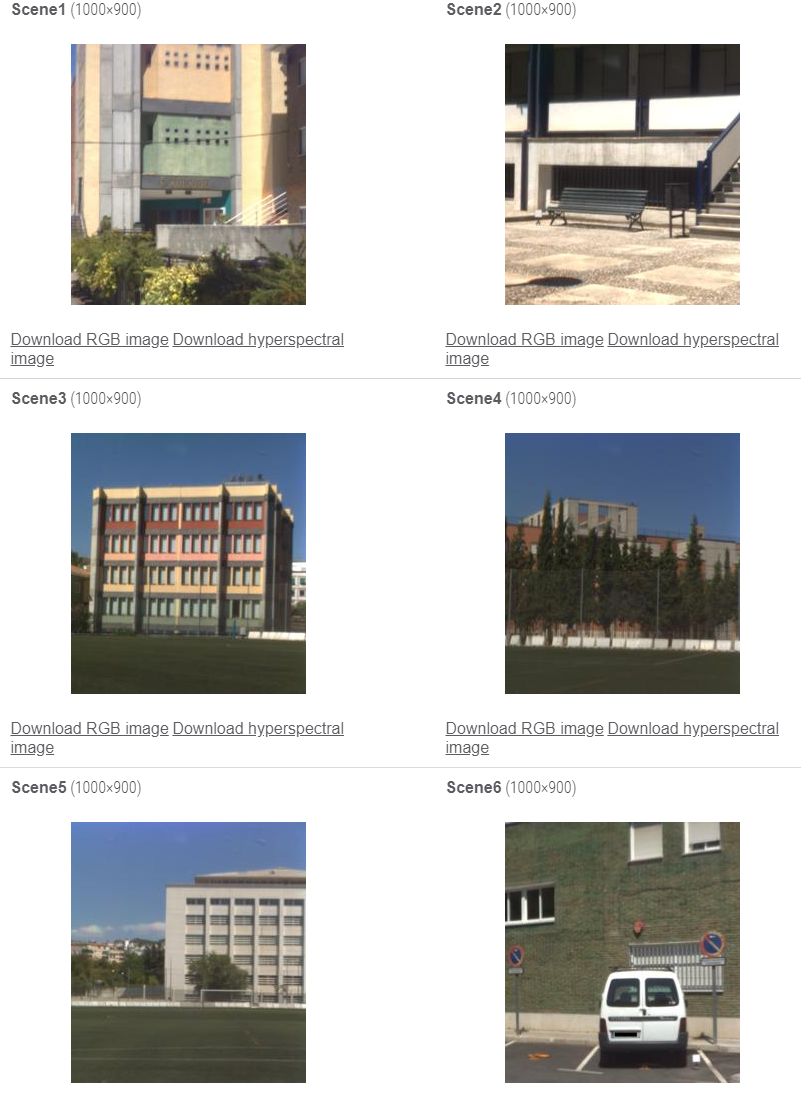 Scene1 (1000×900)
Scene2 (1000×900)
Download RGB image Download hyperspectral
image
Download RGB image Download hyperspectral
image
Scene3 (1000×900)
Scene4 (1000×900)
Download RGB image Download hyperspectral
image
Download RGB image Download hyperspectral
image
Scene5 (1000×900)
Scene6 (1000×900)